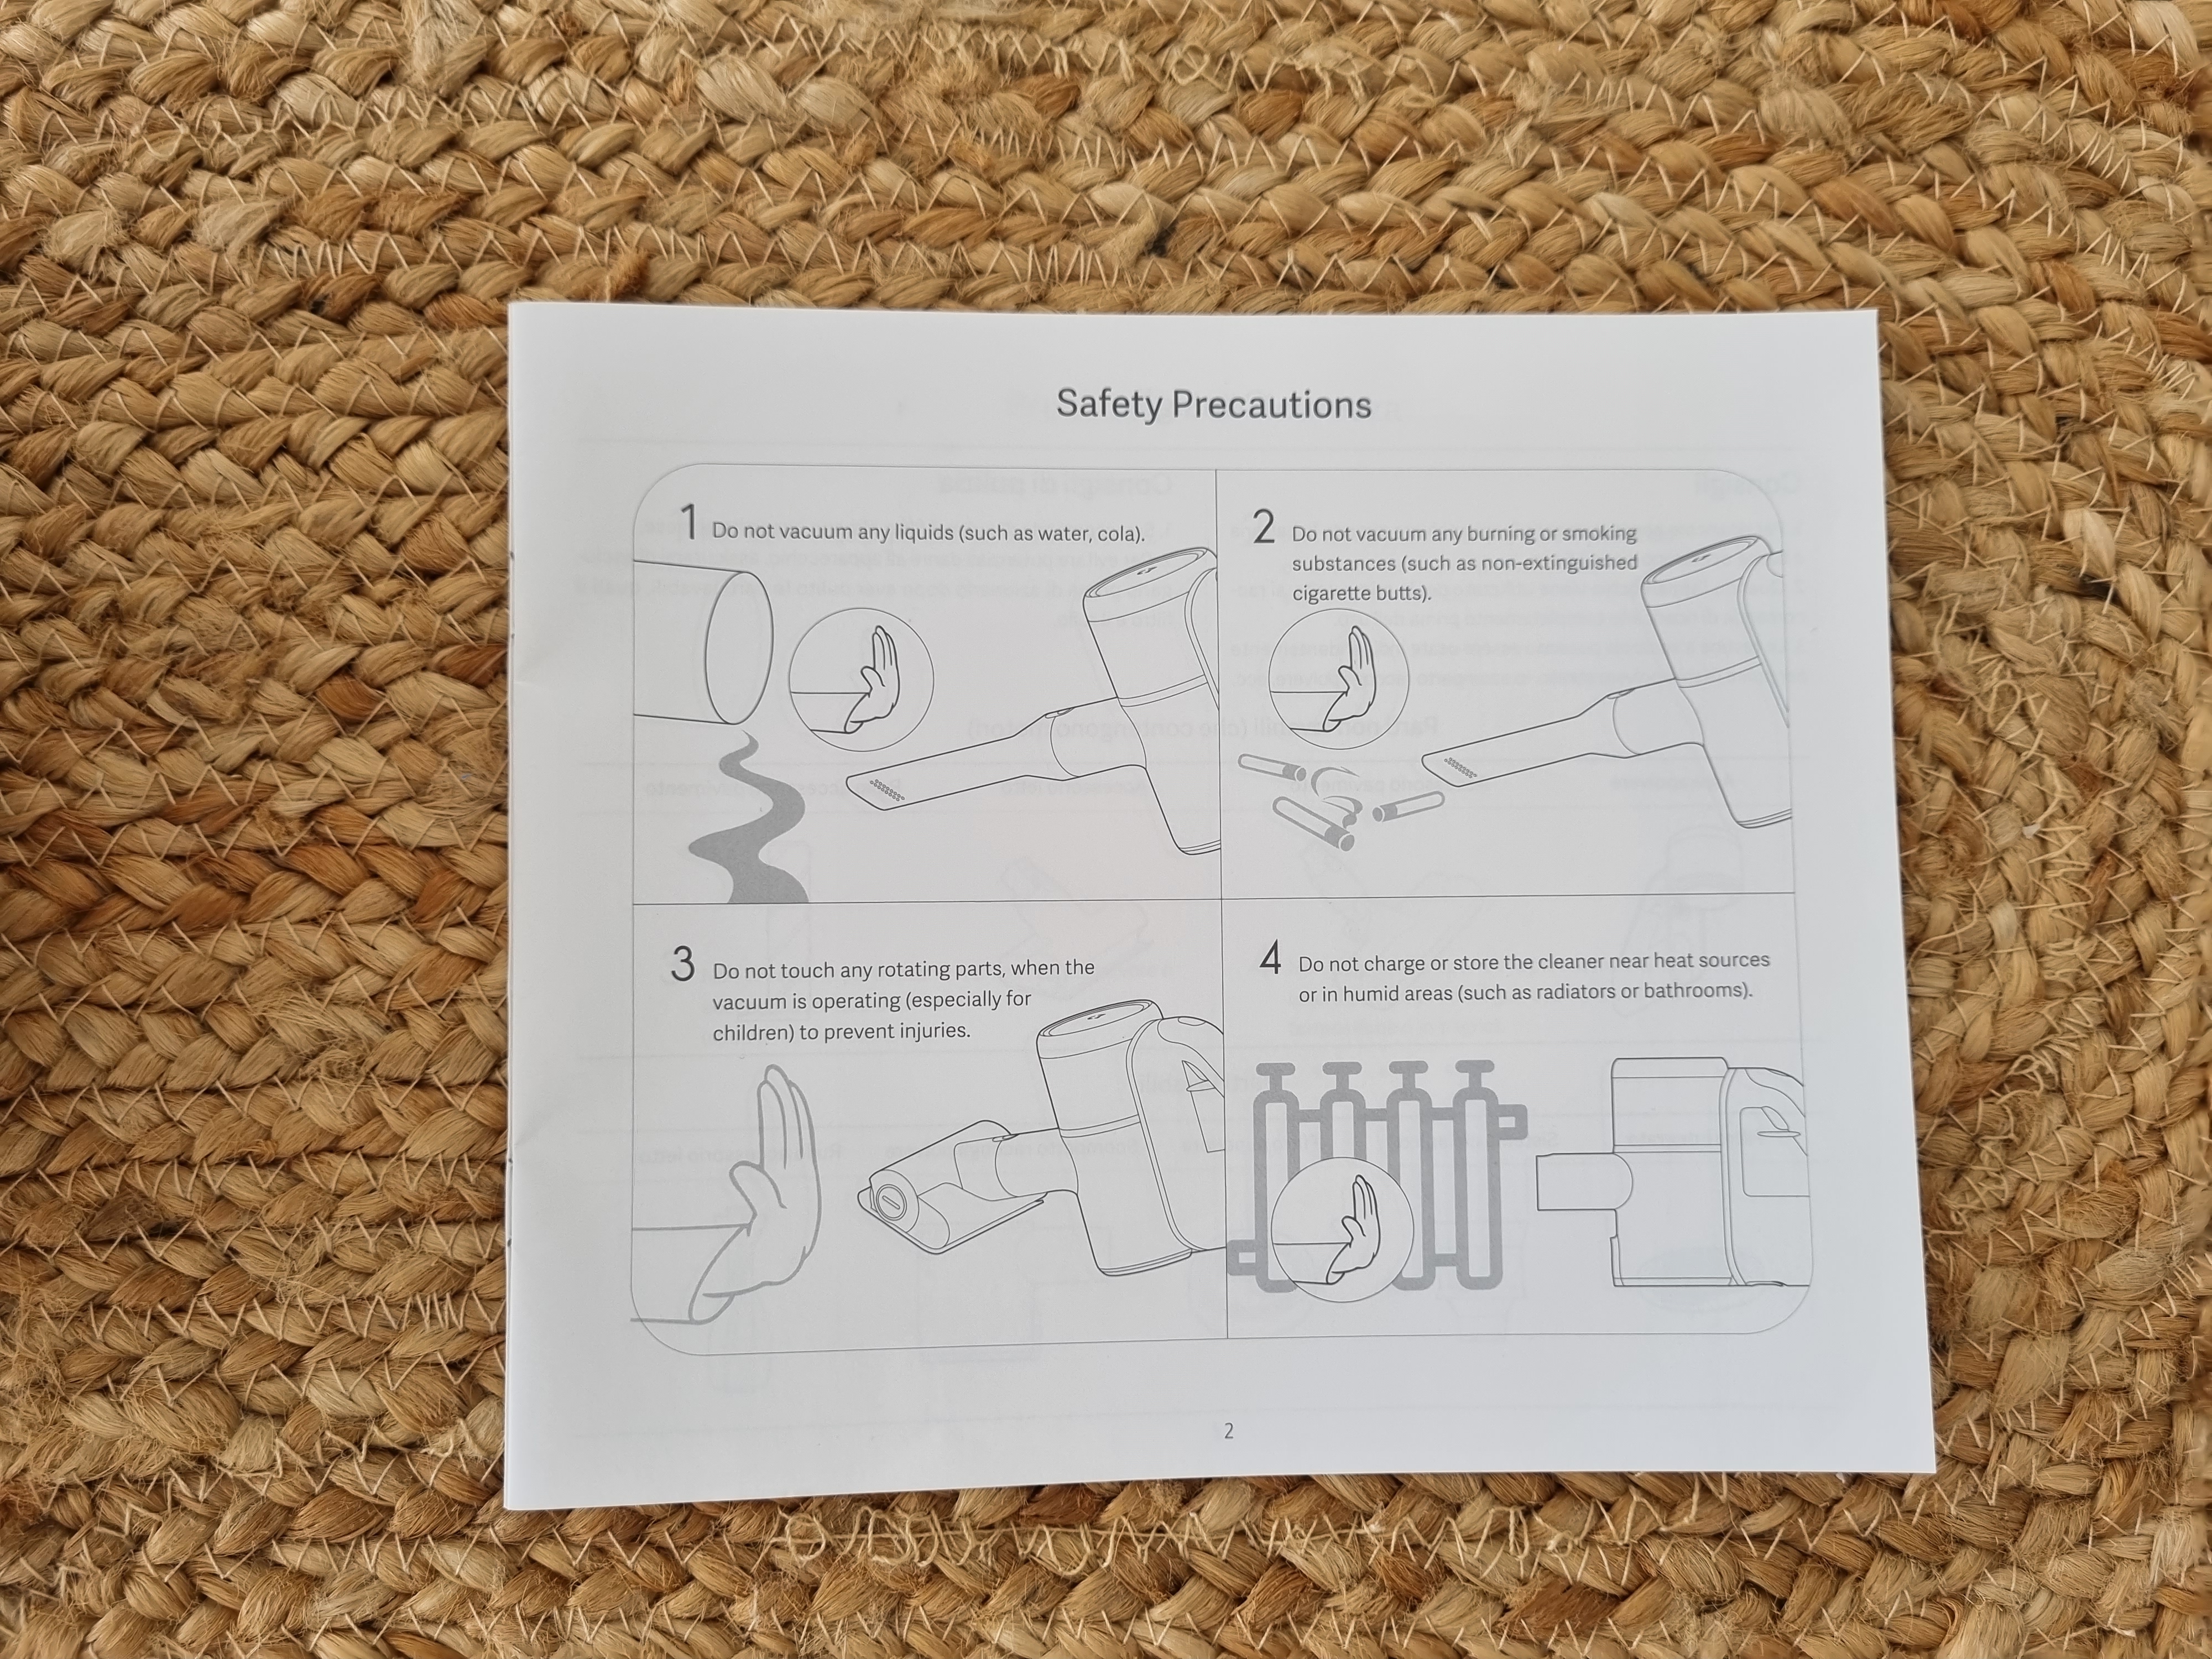 Safety Precautions
1 Do not vacuum any liquids (such as water, cola).
2 Do not vacuum any burning or smoking
substances (such as non-extinguished
cigarette butts).
3 Do not touch any rotating parts, when the
vacuum is operating (especially for
children) to prevent injuries.
4 Do not charge or store the cleaner near heat sources
or in humid areas (such as radiators or bathrooms).
2